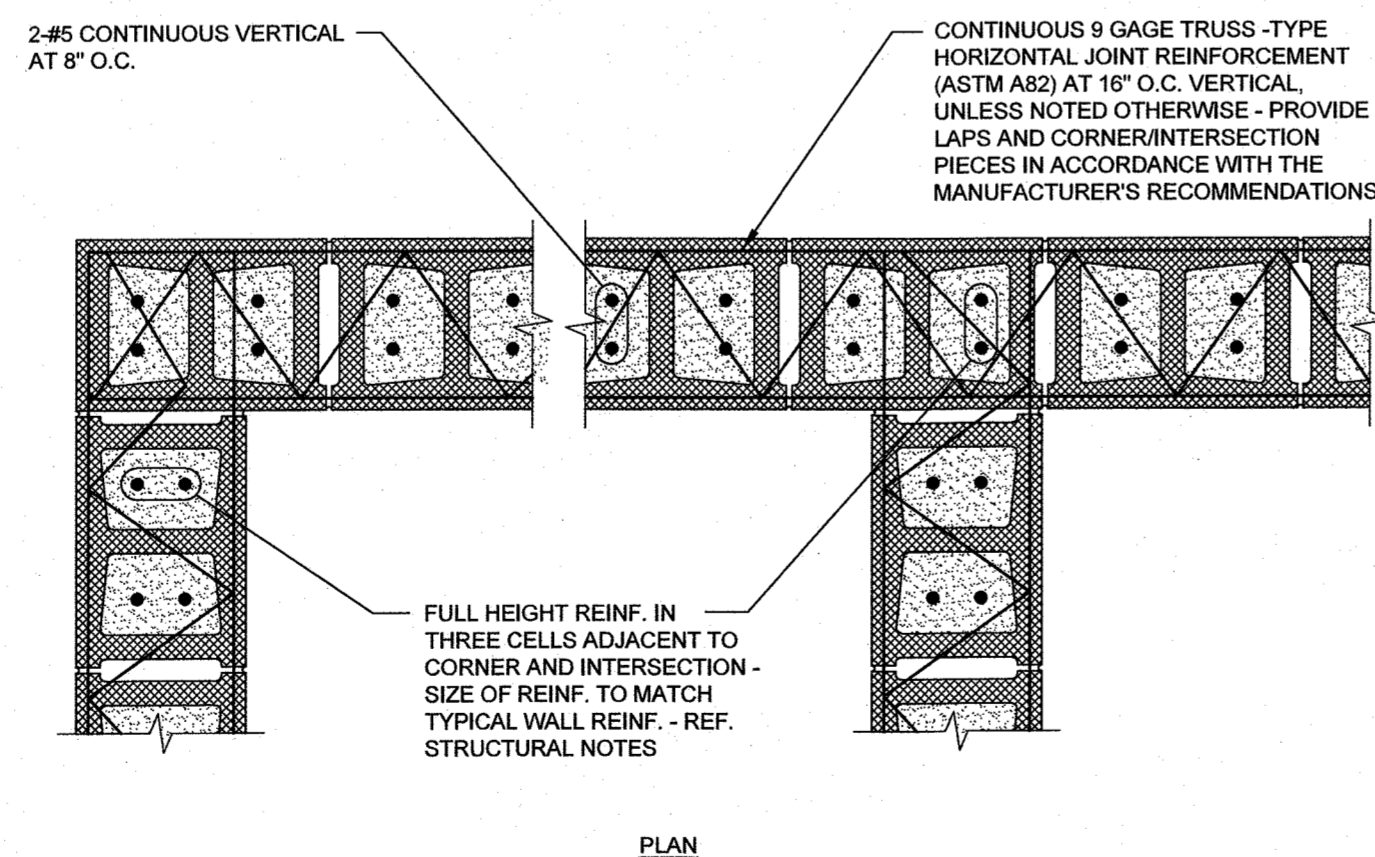 2-#5 CONTINUOUS VERTICAL
AT 8" O.C.
CONTINUOUS 9 GAGE TRUSS -TYPE
HORIZONTAL JOINT REINFORCEMENT
(ASTM A82) AT 16" O.C. VERTICAL,
UNLESS NOTED OTHERWISE - PROVIDE
LAPS AND CORNER/INTERSECTION
PIECES IN ACCORDANCE WITH THE
MANUFACTURER'S RECOMMENDATIONS
FULL HEIGHT REINF. IN
THREE CELLS ADJACENT TO
CORNER AND INTERSECTION -
SIZE OF REINF. TO MATCH
TYPICAL WALL REINF. - REF.
STRUCTURAL NOTES
PLAN